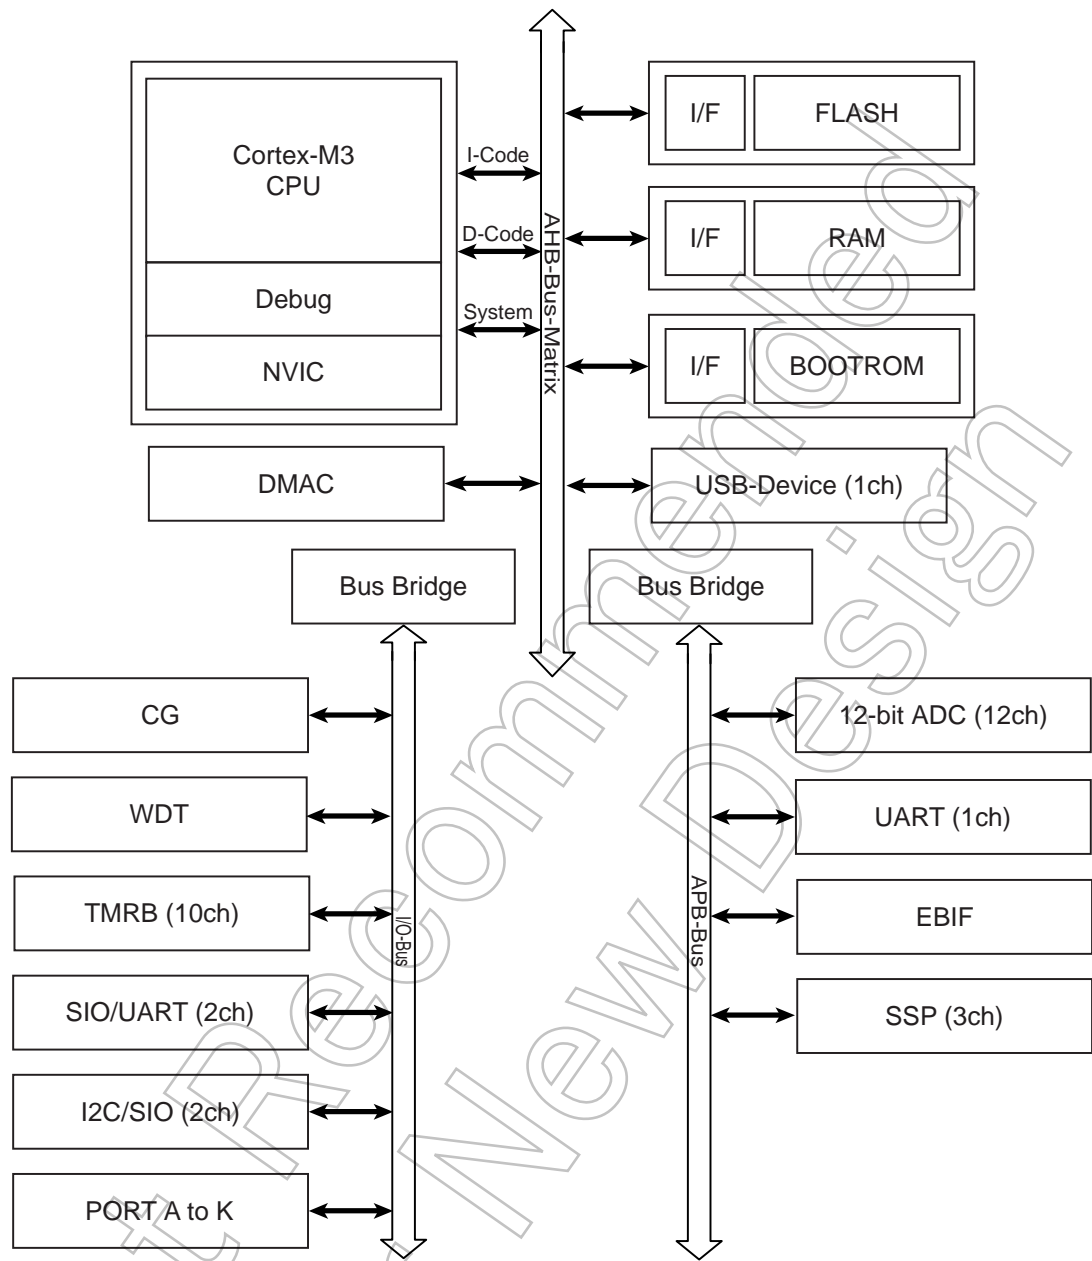 Cortex-M3
CPU
Debug
NVIC
I-Code
D-Code
System
AHB-Bus-Matrix
I/F
FLASH
I/F
RAM
I/F
BOOTROM
DMAC
USB-Device (1ch)
Bus Bridge
Bus Bridge
CG
WDT
TMRB (10ch)
SIO/UART (2ch)
I2C/SIO (2ch)
PORT A to K
I/O-Bus
APB-Bus
12-bit ADC (12ch)
UART (1ch)
EBIF
SSP (3ch)
t Recommended
New Design